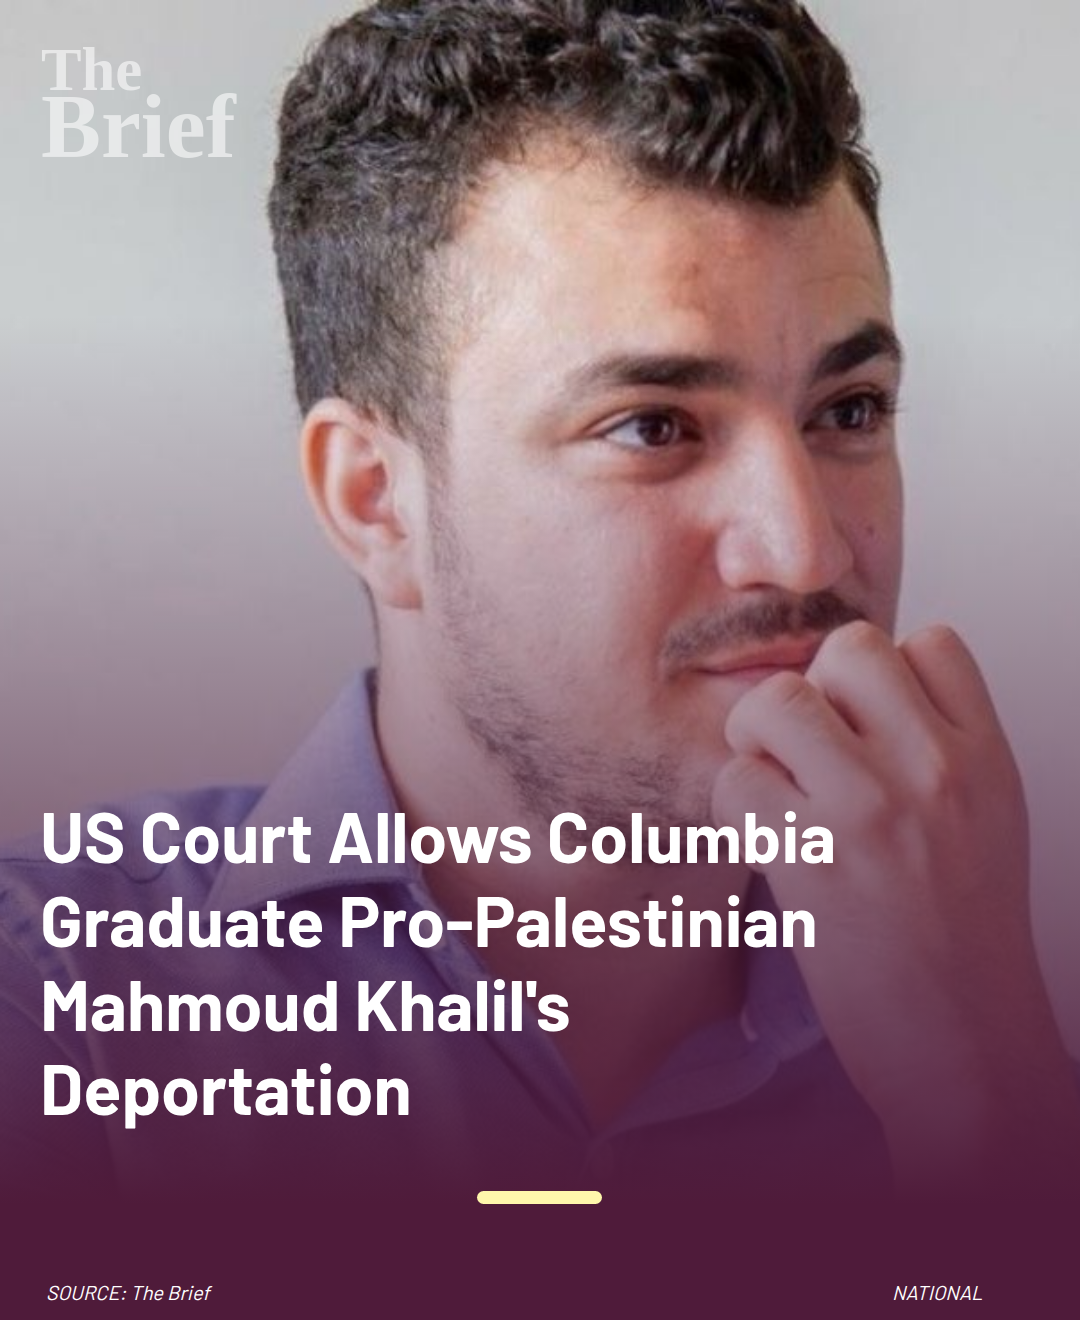 The
Brief
US Court Allows Columbia
Graduate Pro-Palestinian
Mahmoud Khalil's
Deportation
SOURCE: The Brief
NATIONAL